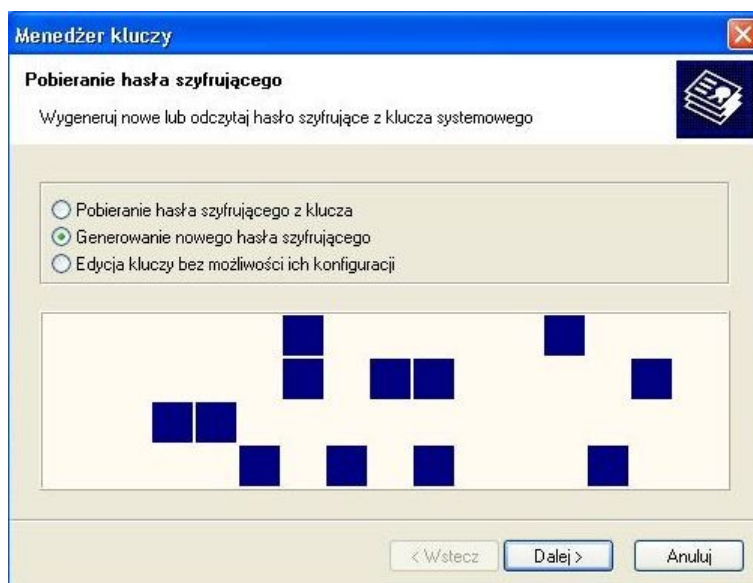 Menedżer kluczy
Pobieranie hasła szyfrującego
Wygeneruj nowe lub odczytaj hasło szyfrujące z klucza systemowego
Pobieranie hasła szyfrującego z klucza
Generowanie nowego hasła szyfrującego
Edycja kluczy bez możliwości ich konfiguracji
< Wstecz Dalej > Anuluj